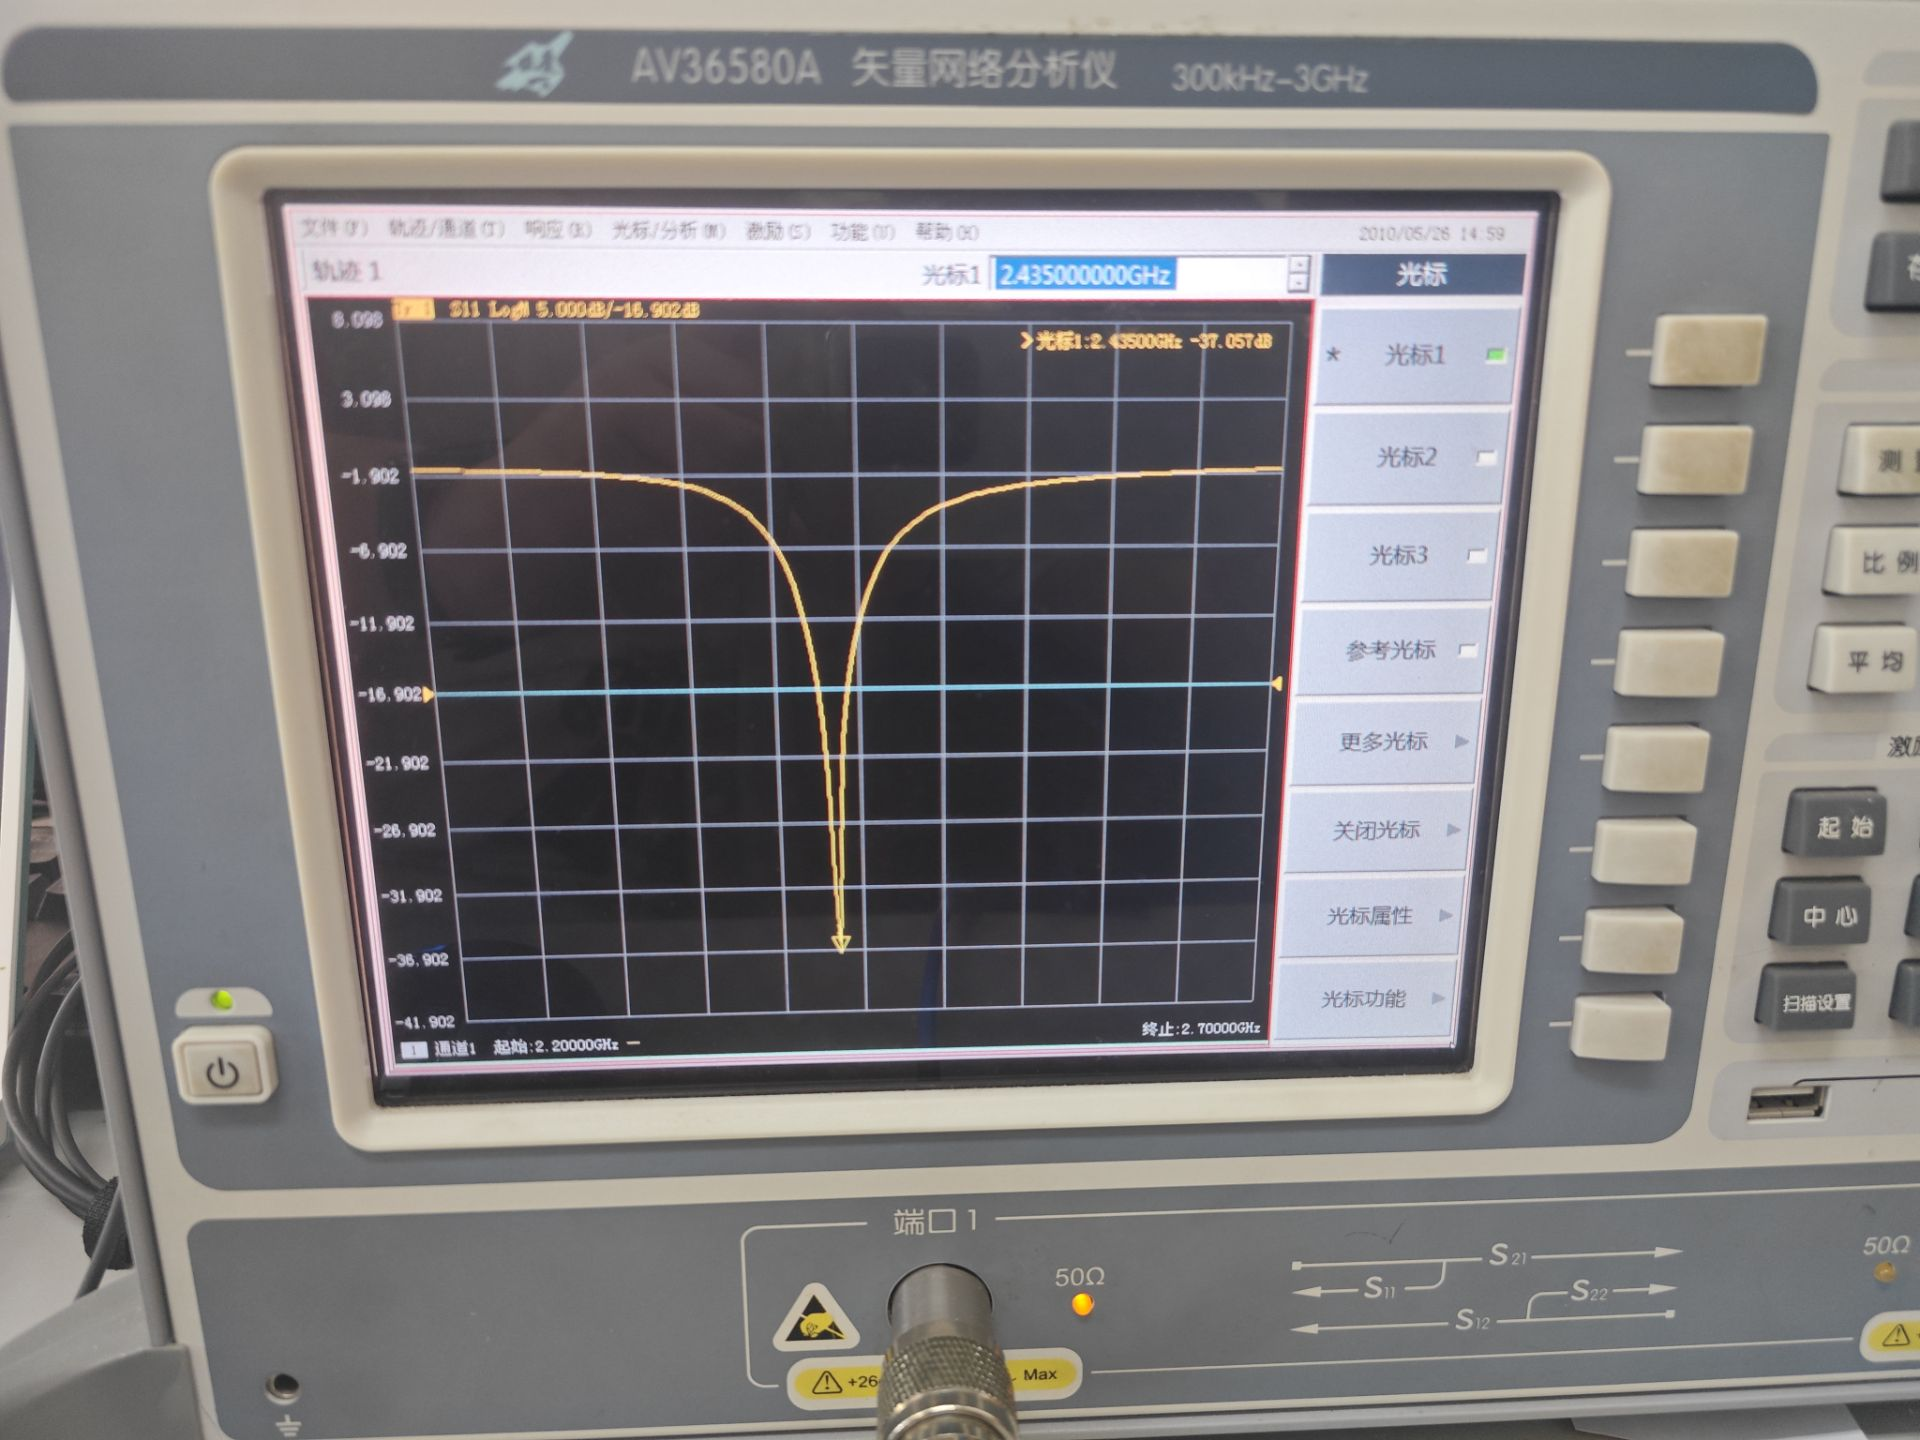 AV36580A 矢量网络分析仪 300kHz-3GHz
文件(F) 轨迹/通道(T) 响应(R) 光标/分析(M) 激励(S) 功能(U) 帮助(H) 2010/05/26 14:59
轨迹 1 光标1 2.435000000GHz 光标
Tr 1 S11 LogM 5.000dB/-16.902dB
8.098
>光标1:2.43500GHz -37.057dB
* 光标1
3.098
光标2
-1.902
光标3
-6.902
-11.902
参考光标
-16.902
更多光标
-21.902
关闭光标
-26.902
-31.902
光标属性
-36.902
光标功能
-41.902
终止:2.70000GHz
1 通道1 起始:2.20000GHz
测
比例
平均
激励
起始
中心
扫描设置
端口1
50Ω
S21
S11
S22
S12
50Ω
+26
Max